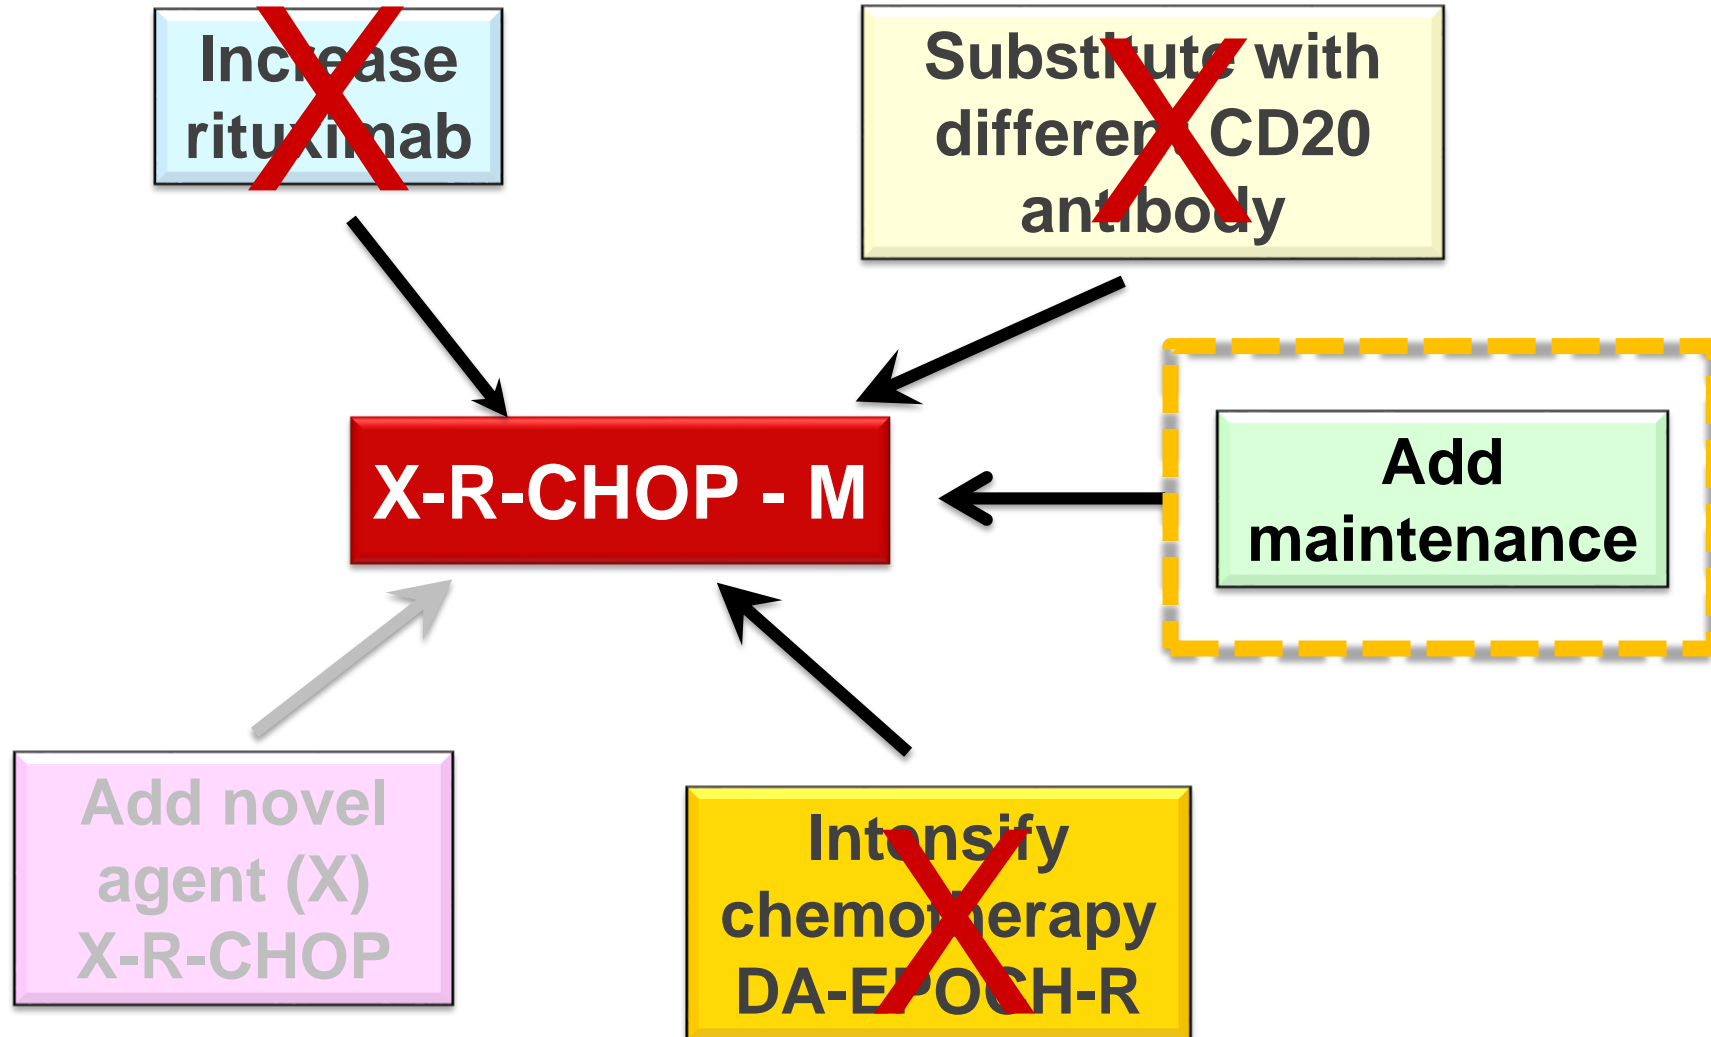 Increase
rituximab
Substitute with
different CD20
antibody
X-R-CHOP - M
Add
maintenance
Add novel
agent (X)
X-R-CHOP
Intensify
chemotherapy
DA-EPOCH-R